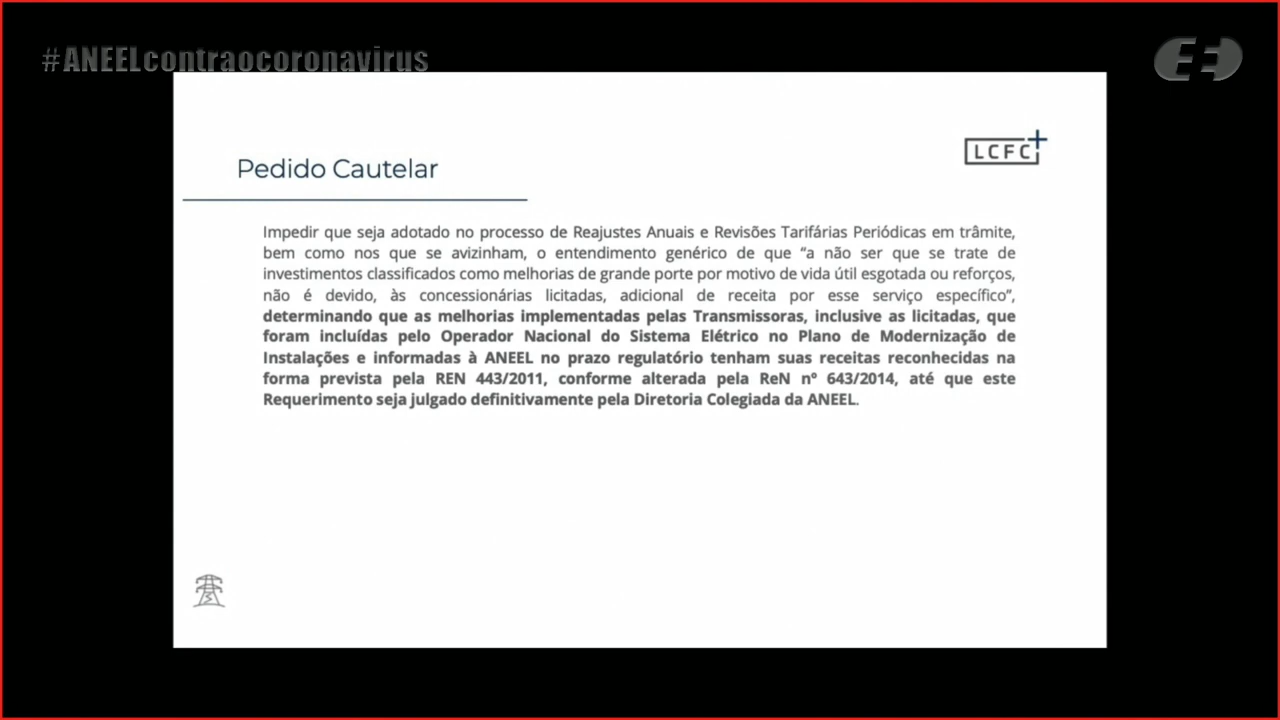 #ANEELcontraocoronavirus
LCFC
Pedido Cautelar
Impedir que seja adotado no processo de Reajustes Anuais e Revisões Tarifárias Periódicas em trâmite,
bem como nos que se avizinham, o entendimento genérico de que “a não ser que se trate de
investimentos classificados como melhorias de grande porte por motivo de vida útil esgotada ou reforços,
não é devido, às concessionárias licitadas, adicional de receita por esse serviço específico”,
determinando que as melhorias implementadas pelas Transmissoras, inclusive as licitadas, que
foram incluídas pelo Operador Nacional do Sistema Elétrico no Plano de Modernização de
Instalações e informadas à ANEEL no prazo regulatório tenham suas receitas reconhecidas na
forma prevista pela REN 443/2011, conforme alterada pela ReN nº 643/2014, até que este
Requerimento seja julgado definitivamente pela Diretoria Colegiada da ANEEL.